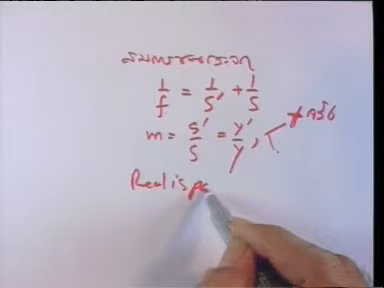 สมการกระจก
1/f = 1/S' + 1/S
m = S'/S = y'/y ,
Real is